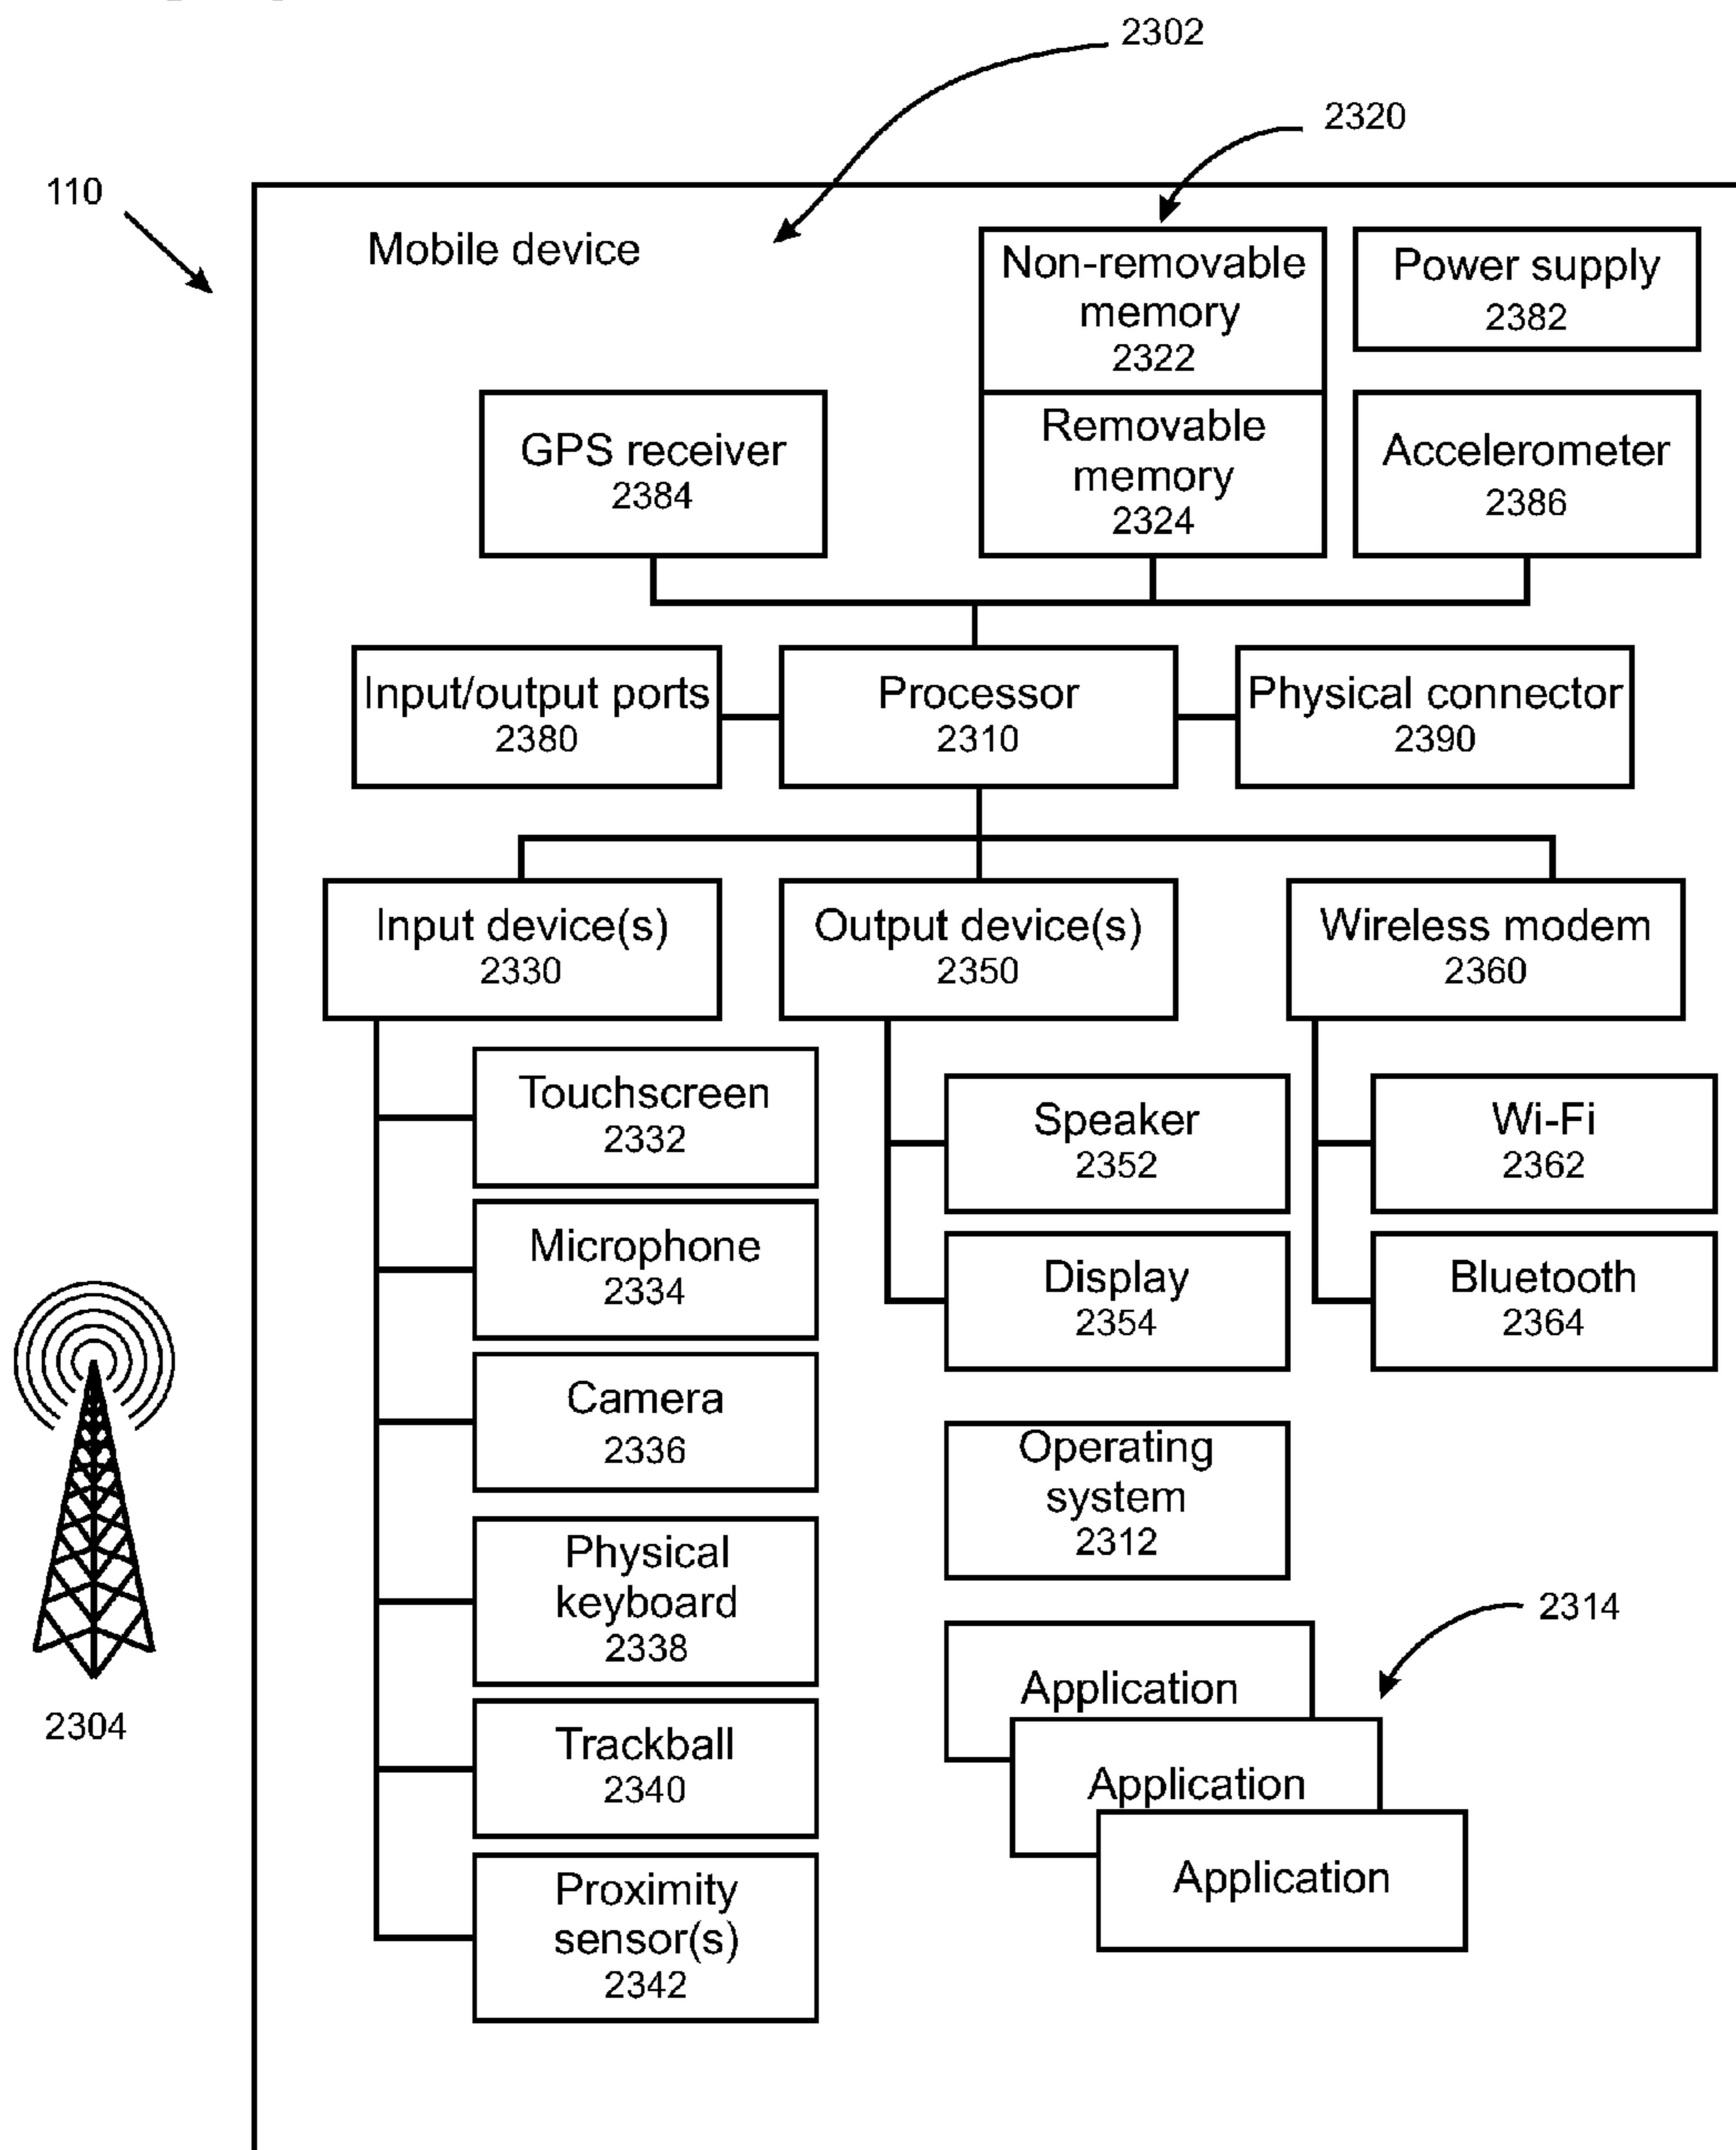 2302
2320
110
Mobile device
Non-removable
memory
2322
Power supply
2382
GPS receiver
2384
Removable
memory
2324
Accelerometer
2386
Input/output ports
2380
Processor
2310
Physical connector
2390
Input device(s)
2330
Output device(s)
2350
Wireless modem
2360
Touchscreen
2332
Speaker
2352
Wi-Fi
2362
Microphone
2334
Display
2354
Bluetooth
2364
Camera
2336
Operating
system
2312
Physical
keyboard
2338
2314
Application
2304
Trackball
2340
Application
Application
Proximity
sensor(s)
2342